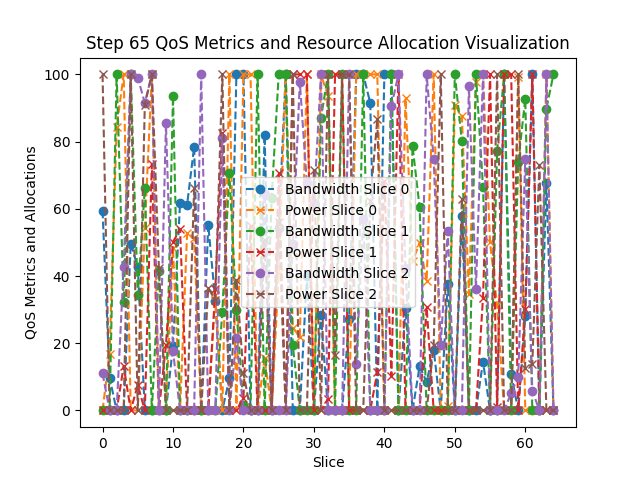 Step 65 QoS Metrics and Resource Allocation Visualization
100
80
60
40
20
0
QoS Metrics and Allocations
Bandwidth Slice 0
Power Slice 0
Bandwidth Slice 1
Power Slice 1
Bandwidth Slice 2
Power Slice 2
0 10 20 30 40 50 60
Slice